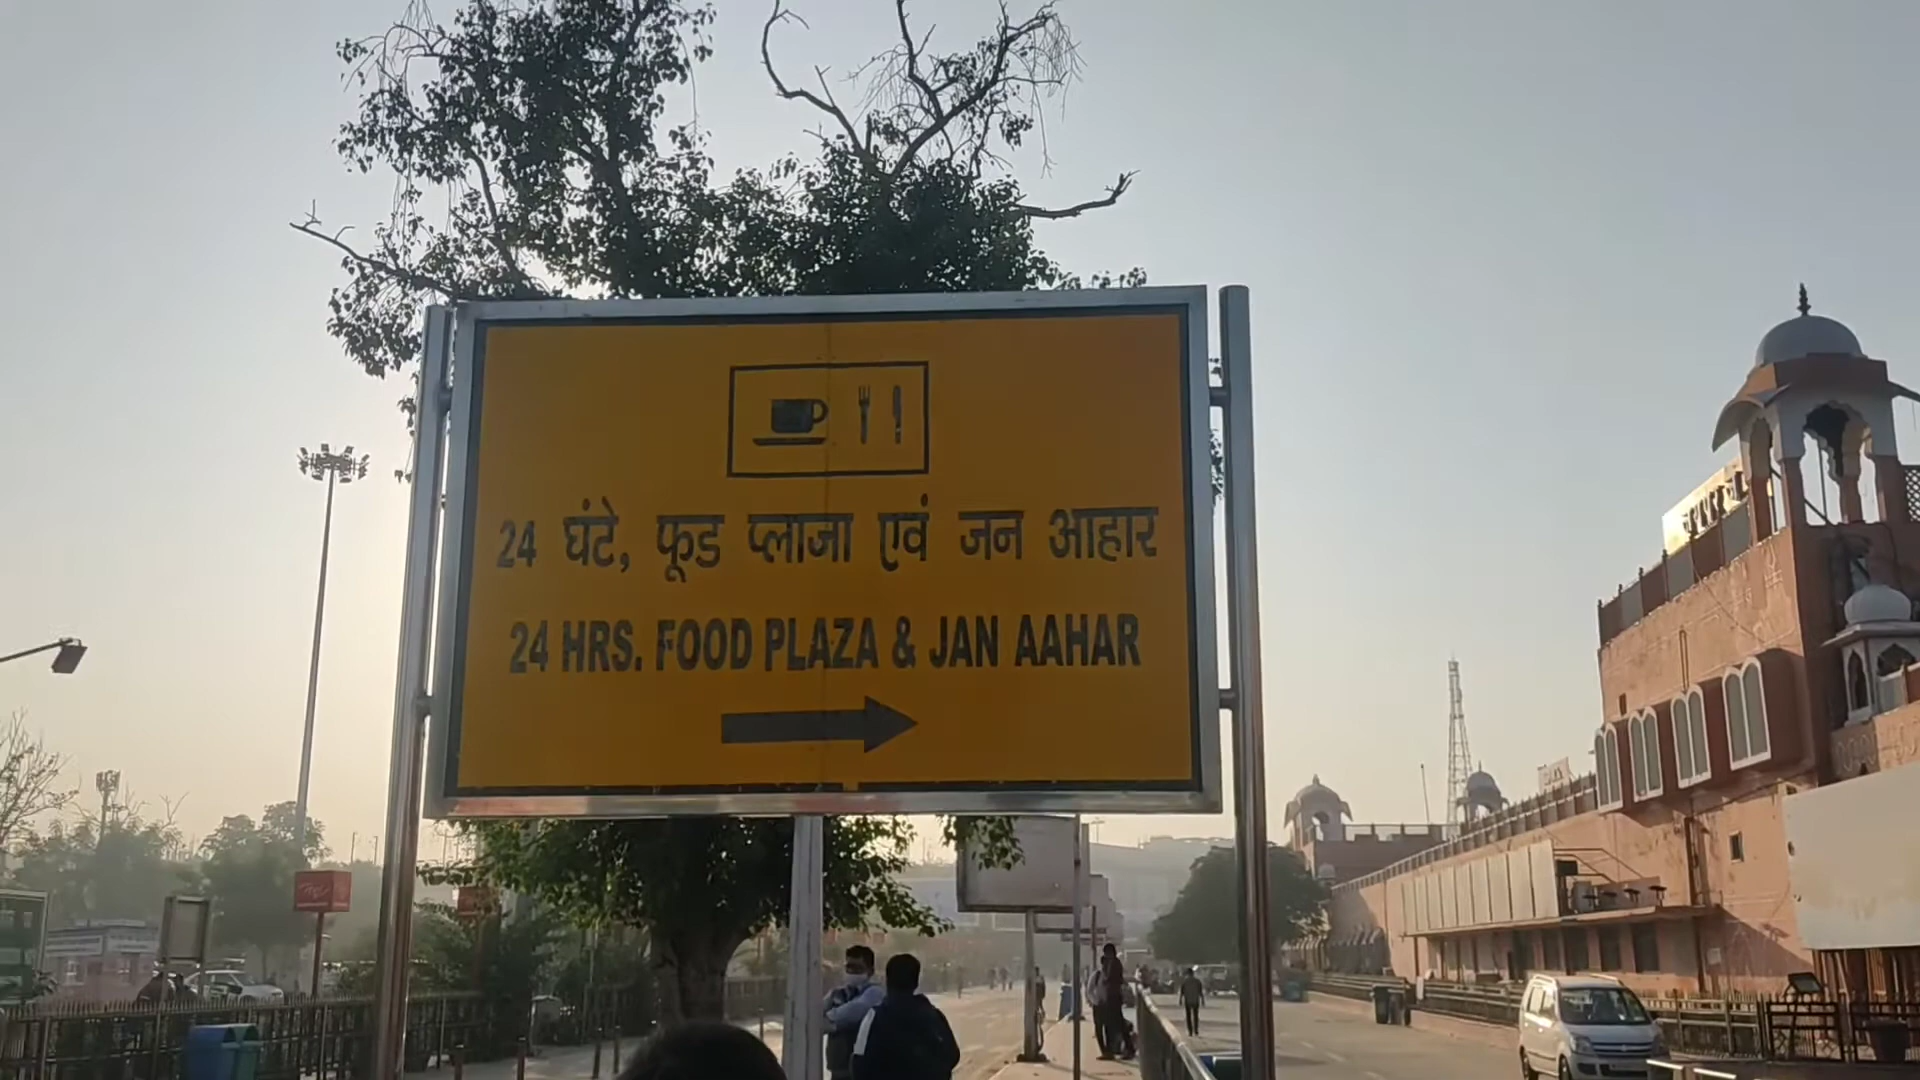 24 घंटे, फूड प्लाजा एवं जन आहार
24 HRS. FOOD PLAZA & JAN AAHAR